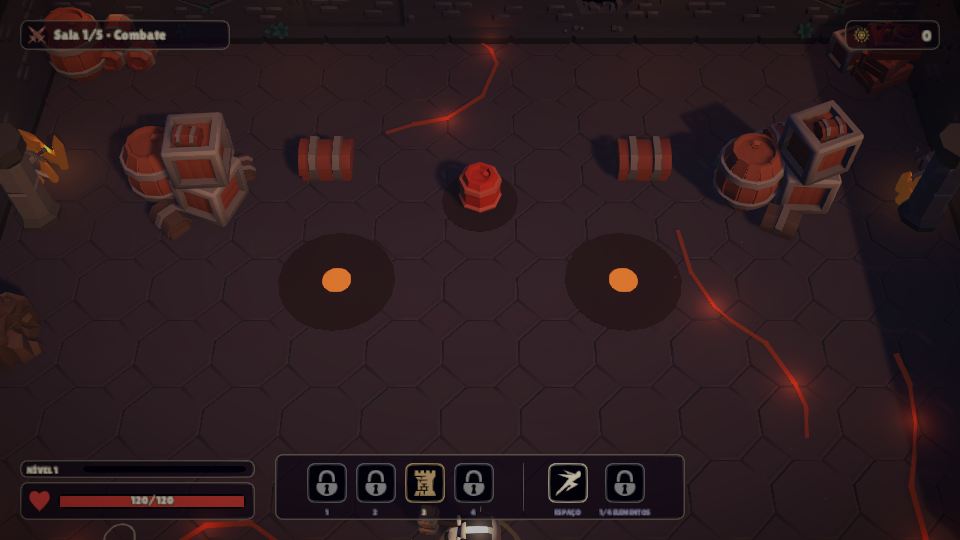 Sala 1/5 · Combate
0
NÍVEL 1
120/120
1
2
3
4
ESPAÇO
1/4 ELEMENTOS